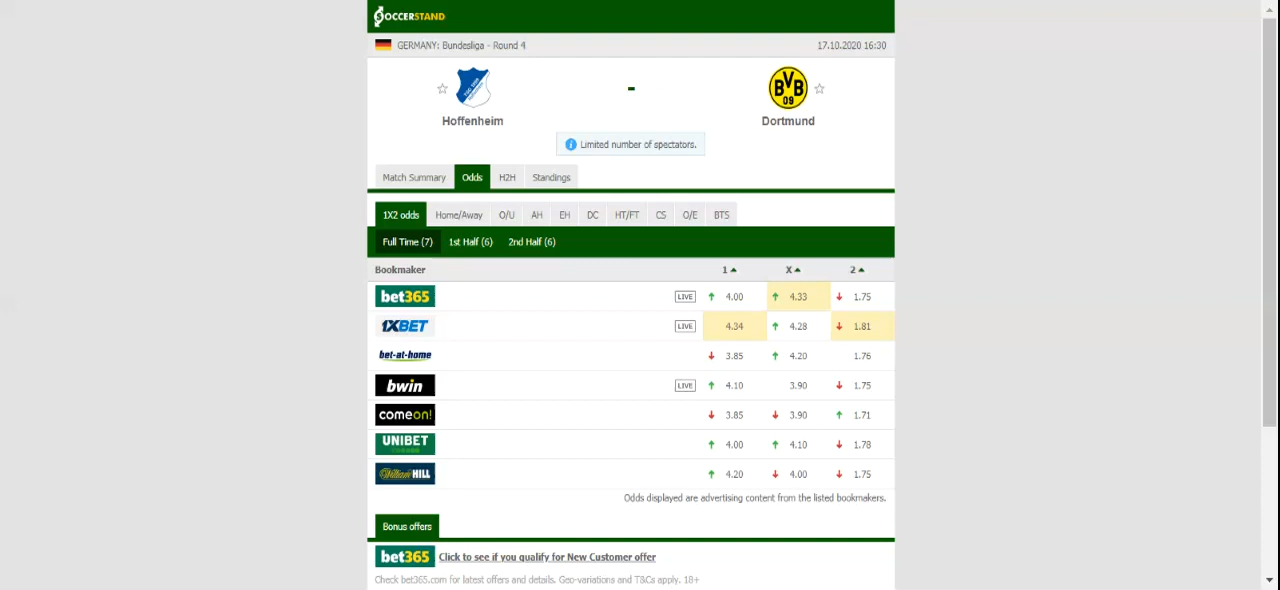 SOCCERSTAND
GERMANY: Bundesliga - Round 4 17.10.2020 16:30
-
Hoffenheim Dortmund
Limited number of spectators.
Match Summary Odds H2H Standings
1X2 odds Home/Away O/U AH EH DC HT/FT CS O/E BTS
Full Time (7) 1st Half (6) 2nd Half (6)
Bookmaker 1 X 2
bet365 LIVE 4.00 4.33 1.75
1XBET LIVE 4.34 4.28 1.81
bet-at-home 3.85 4.20 1.76
bwin LIVE 4.10 3.90 1.75
comeon! 3.85 3.90 1.71
UNIBET 4.00 4.10 1.78
William HILL 4.20 4.00 1.75
Odds displayed are advertising content from the listed bookmakers.
Bonus offers
bet365 Click to see if you qualify for New Customer offer
Check bet365.com for latest offers and details. Geo-variations and T&Cs apply. 18+